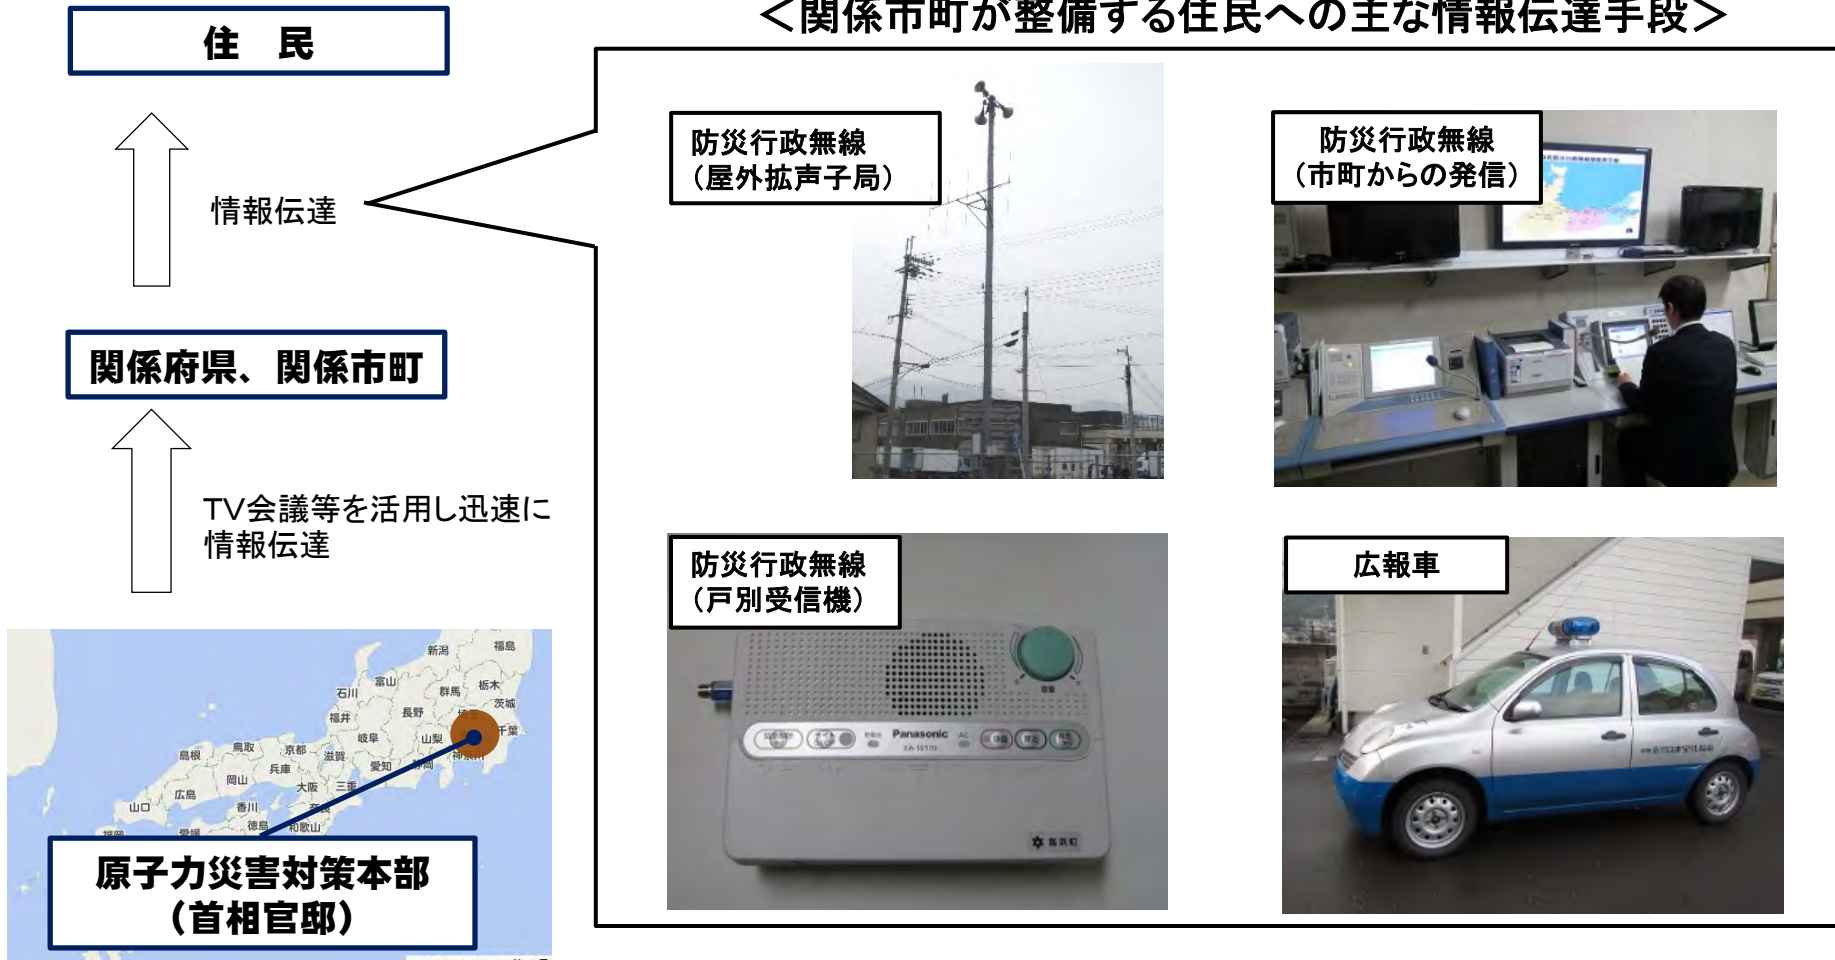 ＜関係市町が整備する住民への主な情報伝達手段＞
住　民
情報伝達
関係府県、関係市町
TV会議等を活用し迅速に
情報伝達
新潟
福島
富山
石川
群馬
栃木
茨城
福井
長野
千葉
岐阜
山梨
島根
鳥取
京都
滋賀
愛知
兵庫
岡山
広島
大阪
三重
山口
香川
徳島
和歌山
原子力災害対策本部
（首相官邸）
防災行政無線
（屋外拡声子局）
防災行政無線
（市町からの発信）
防災行政無線
（戸別受信機）
音量
Panasonic
AC
高浜町
広報車